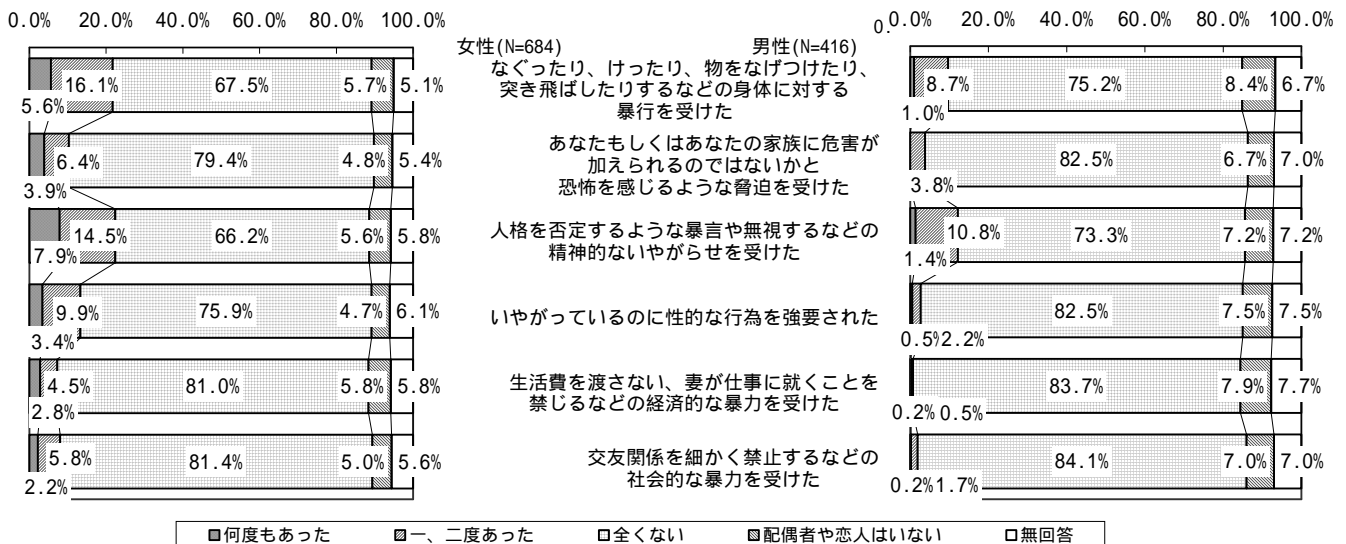 0.0% 20.0% 40.0% 60.0% 80.0% 100.0%
0. 0.0% 20.0% 40.0% 60.0% 80.0% 100.0%
女性(N=684) 男性(N=416)
なぐったり、けったり、物をなげつけたり、
突き飛ばしたりするなどの身体に対する
暴行を受けた
5.6% 16.1% 67.5% 5.7% 5.1%
1.0% 8.7% 75.2% 8.4% 6.7%
あなたもしくはあなたの家族に危害が
加えられるのではないかと
恐怖を感じるような脅迫を受けた
3.9% 6.4% 79.4% 4.8% 5.4%
3.8% 82.5% 6.7% 7.0%
人格を否定するような暴言や無視するなどの
精神的ないやがらせを受けた
7.9% 14.5% 66.2% 5.6% 5.8%
1.4% 10.8% 73.3% 7.2% 7.2%
いやがっているのに性的な行為を強要された
3.4% 9.9% 75.9% 4.7% 6.1%
0.5% 2.2% 82.5% 7.5% 7.5%
生活費を渡さない、妻が仕事に就くことを
禁じるなどの経済的な暴力を受けた
2.8% 4.5% 81.0% 5.8% 5.8%
0.2% 0.5% 83.7% 7.9% 7.7%
交友関係を細かく禁止するなどの
社会的な暴力を受けた
2.2% 5.8% 81.4% 5.0% 5.6%
0.2% 1.7% 84.1% 7.0% 7.0%
何度もあった 一、二度あった 全くない 配偶者や恋人はいない 無回答